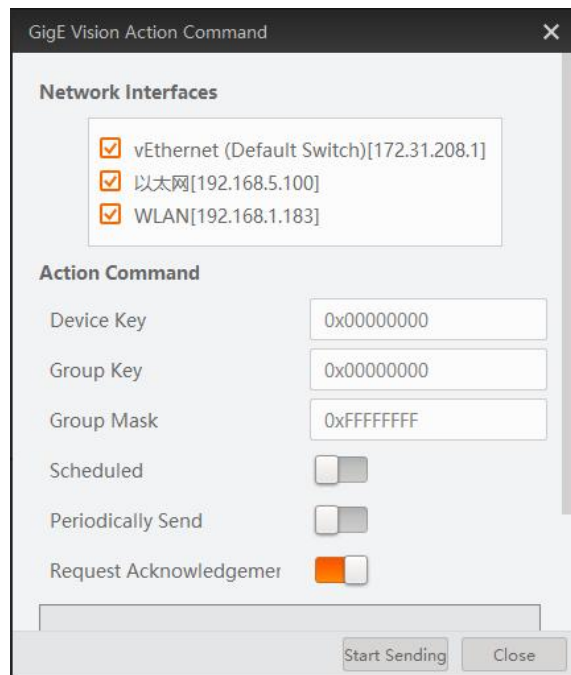 GigE Vision Action Command
Network Interfaces
vEthernet (Default Switch)[172.31.208.1]
以太网[192.168.5.100]
WLAN[192.168.1.183]
Action Command
Device Key 0x00000000
Group Key 0x00000000
Group Mask 0xFFFFFFFF
Scheduled
Periodically Send
Request Acknowledgemer
Start Sending Close